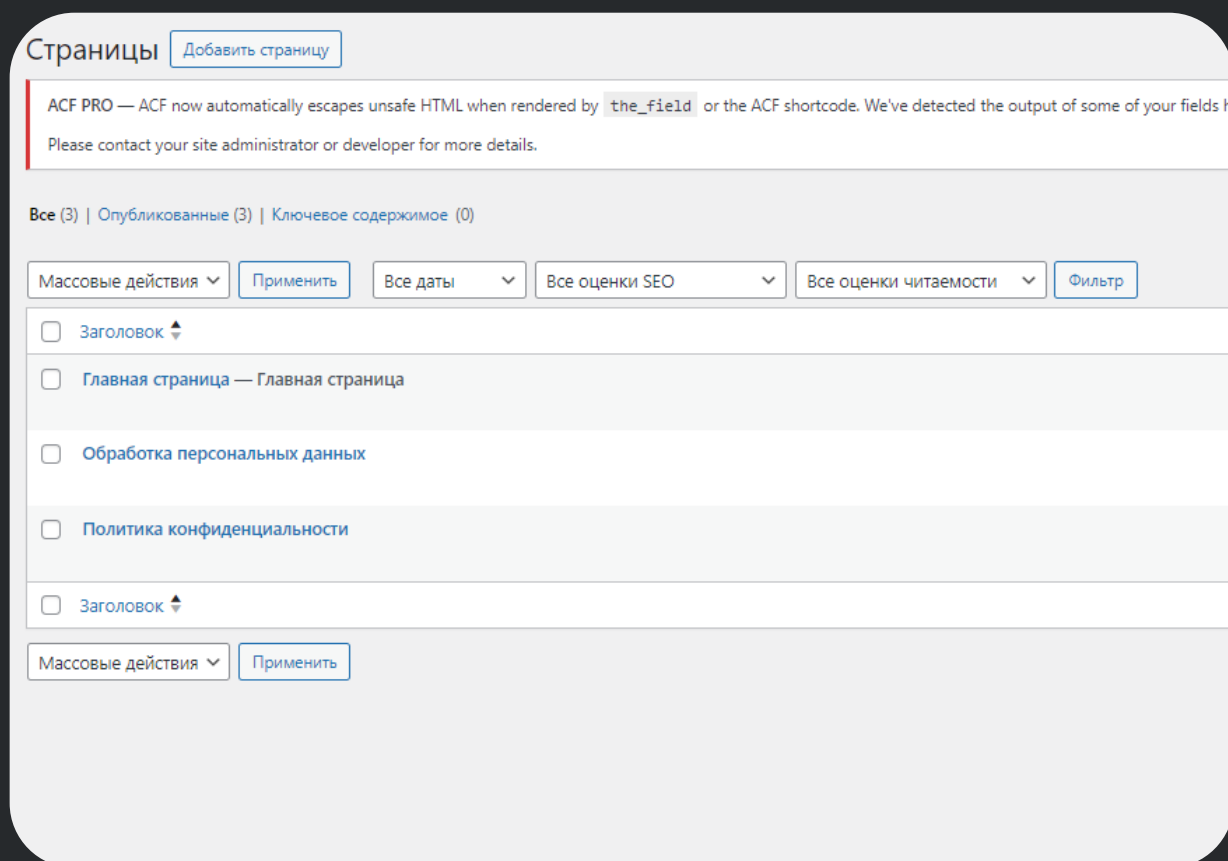 Страницы Добавить страницу
ACF PRO — ACF now automatically escapes unsafe HTML when rendered by the_field or the ACF shortcode. We've detected the output of some of your fields
Please contact your site administrator or developer for more details.
Все (3) | Опубликованные (3) | Ключевое содержимое (0)
Массовые действия Применить Все даты Все оценки SEO Все оценки читаемости Фильтр
Заголовок
Главная страница — Главная страница
Обработка персональных данных
Политика конфиденциальности
Заголовок
Массовые действия Применить